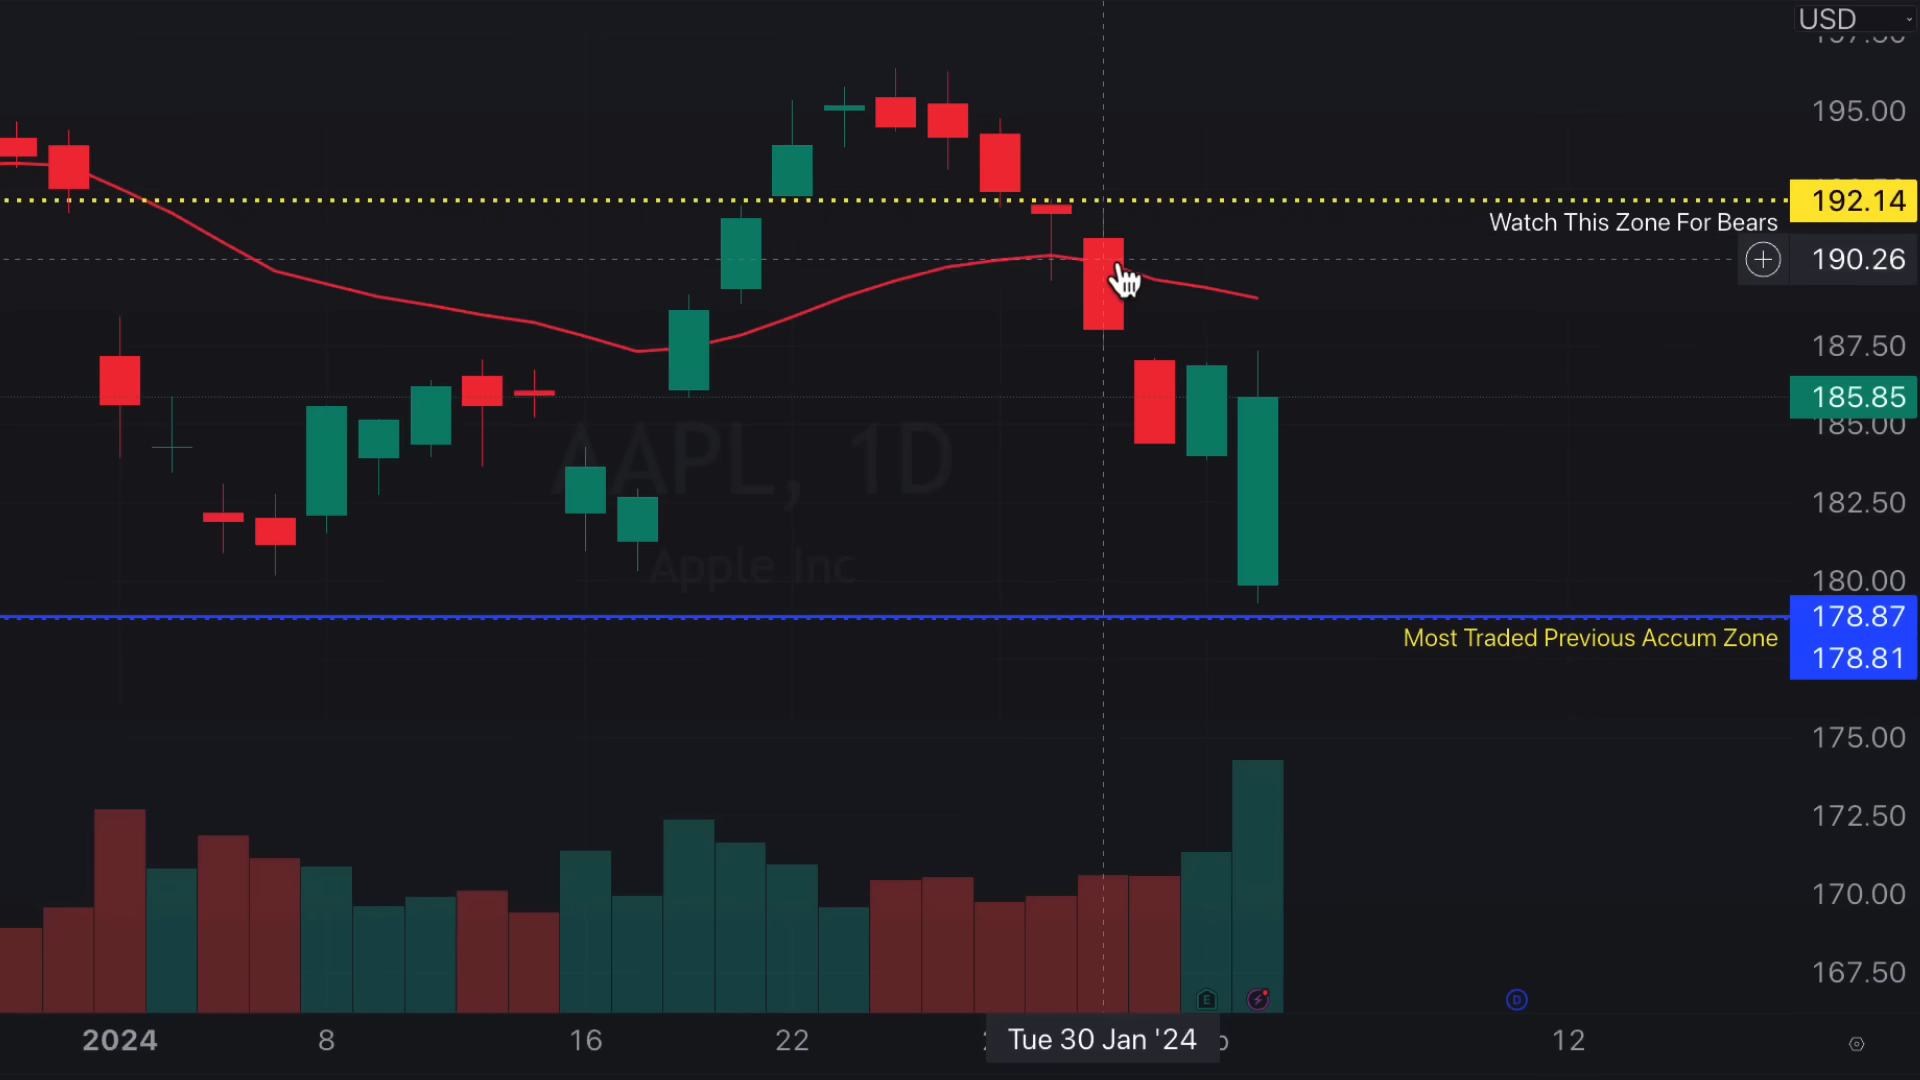 USD
195.00
192.14
Watch This Zone For Bears
190.26
187.50
185.85
185.00
AAPL, 1D
182.50
Apple Inc
180.00
178.87
Most Traded Previous Accum Zone
178.81
175.00
172.50
170.00
167.50
E
D
2024
8
16
22
Tue 30 Jan '24
12